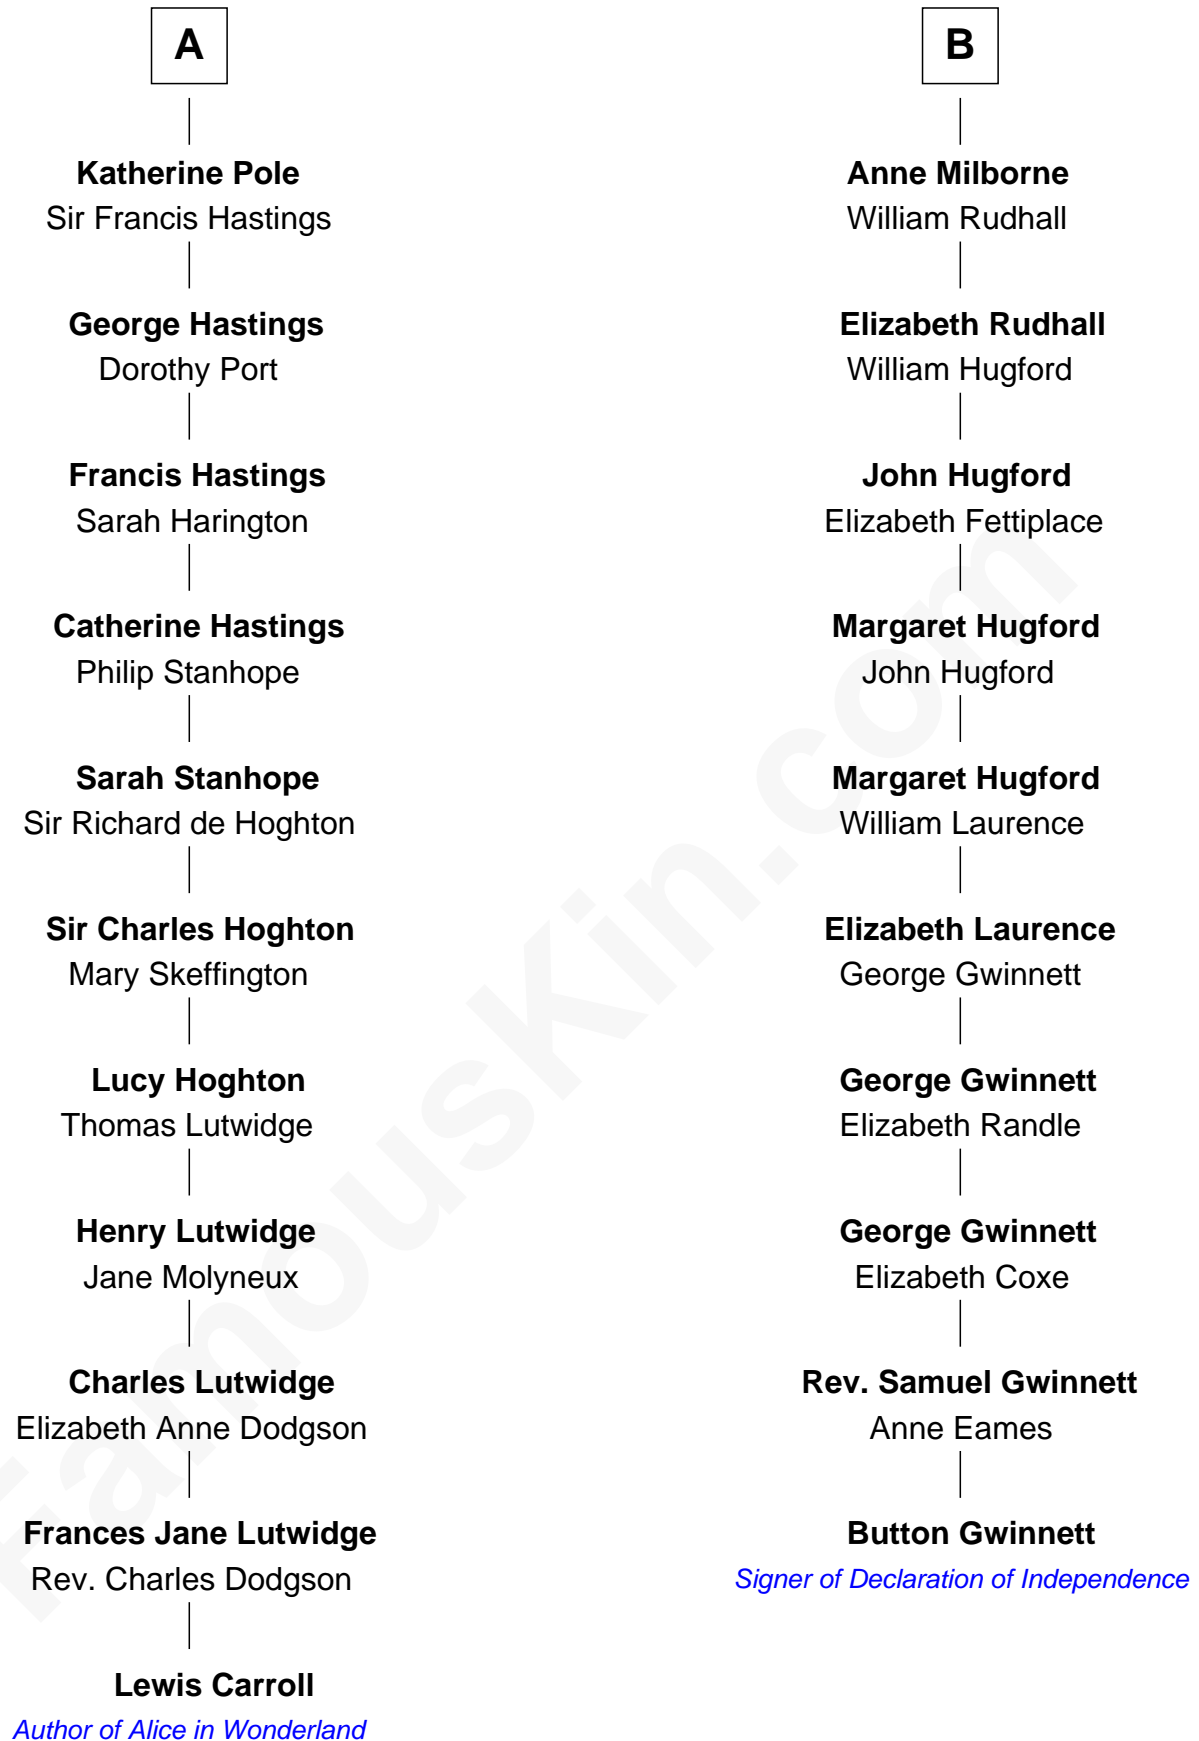 A
Katherine Pole
Sir Francis Hastings
George Hastings
Dorothy Port
Francis Hastings
Sarah Harington
Catherine Hastings
Philip Stanhope
Sarah Stanhope
Sir Richard de Hoghton
Sir Charles Hoghton
Mary Skeffington
Lucy Hoghton
Thomas Lutwidge
Henry Lutwidge
Jane Molyneux
Charles Lutwidge
Elizabeth Anne Dodgson
Frances Jane Lutwidge
Rev. Charles Dodgson
Lewis Carroll
Author of Alice in Wonderland
B
Anne Milborne
William Rudhall
Elizabeth Rudhall
William Hugford
John Hugford
Elizabeth Fettiplace
Margaret Hugford
John Hugford
Margaret Hugford
William Laurence
Elizabeth Laurence
George Gwinnett
George Gwinnett
Elizabeth Randle
George Gwinnett
Elizabeth Coxe
Rev. Samuel Gwinnett
Anne Eames
Button Gwinnett
Signer of Declaration of Independence
FamousKin.com